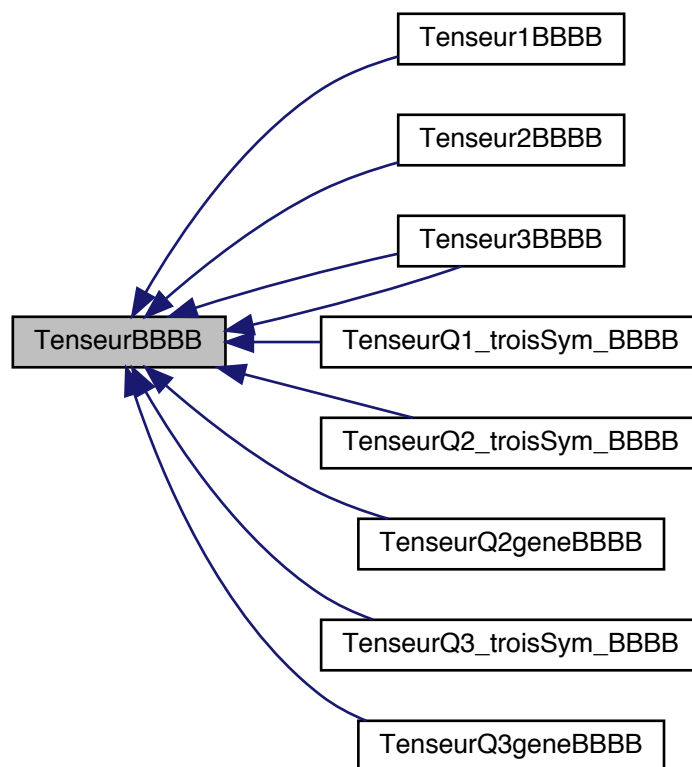 Tenseur1BBBB
Tenseur2BBBB
Tenseur3BBBB
TenseurBBBB
TenseurQ1_troisSym_BBBB
TenseurQ2_troisSym_BBBB
TenseurQ2geneBBBB
TenseurQ3_troisSym_BBBB
TenseurQ3geneBBBB